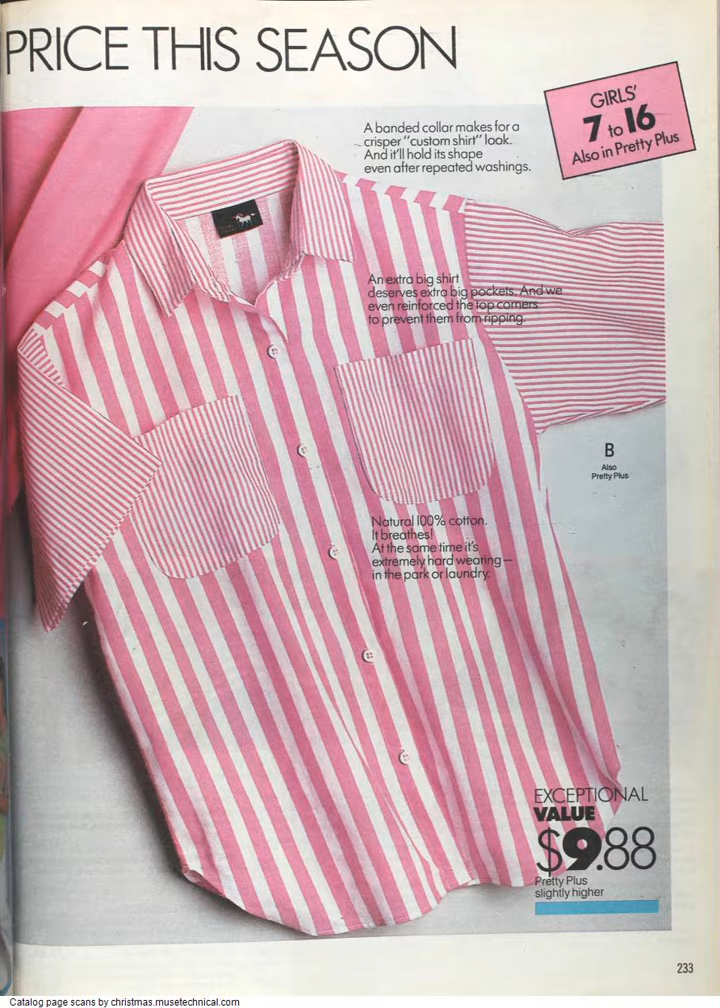 PRICE THIS SEASON
GIRLS'
7 to 16
Also in Pretty Plus
A banded collar makes for a
crisper "custom shirt" look.
And it'll hold its shape
even after repeated washings.
An extra big shirt
deserves extra big pockets. And we
even reinforced the top corners
to prevent them from ripping.
B
Also
Pretty Plus
Natural 100% cotton.
It breathes!
At the same time it's
extremely hard wearing—
in the park or laundry.
EXCEPTIONAL
VALUE
$9.88
Pretty Plus
slightly higher
233
Catalog page scans by christmas.musetechnical.com